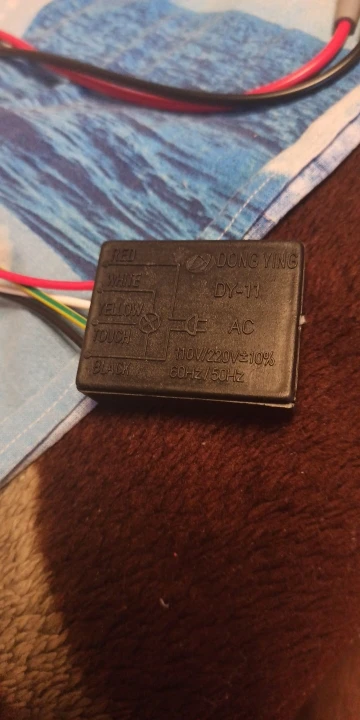 RED
DONG YING
WHITE
DY-11
YELLOW
AC
TOUCH
110V/220V±10%
BLACK
60Hz/50Hz